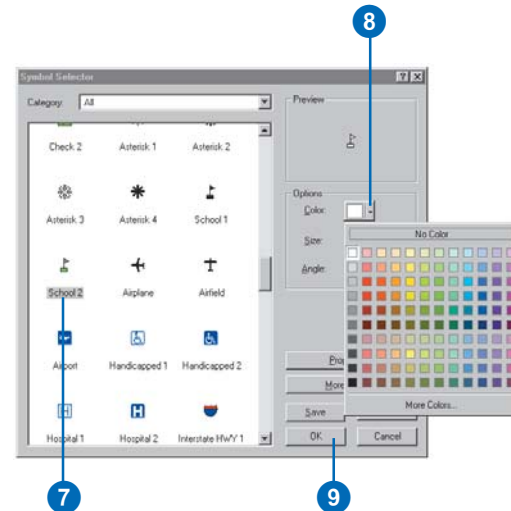 8
Symbol Selector
Category: All
Preview
Check 2 Asterisk 1 Asterisk 2
Options
Color:
Asterisk 3 Asterisk 4 School 1
No Color
Size:
Angle:
School 2 Airplane Airfield
Airport Handicapped 1 Handicapped 2
More
More Colors...
Save
Hospital 1 Hospital 2 Interstate HWY 1
OK Cancel
7 9